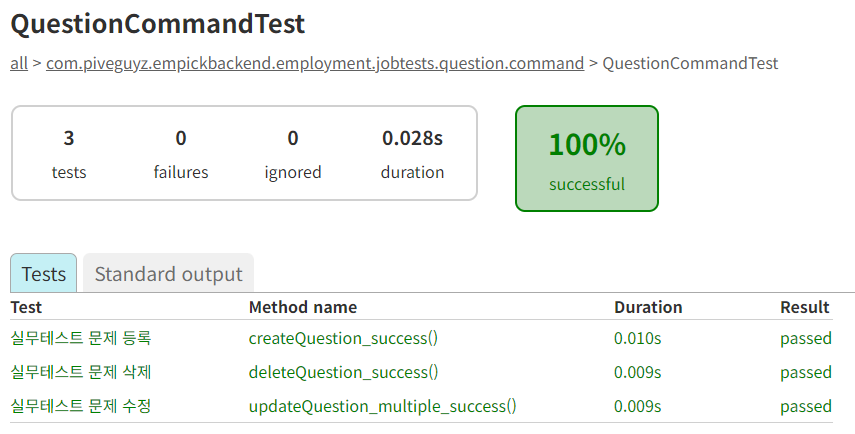 QuestionCommandTest
all > com.piveguyz.empickbackend.employment.jobtests.question.command > QuestionCommandTest
3 0 0 0.028s
tests failures ignored duration
100%
successful
Tests Standard output
Test Method name Duration Result
실무테스트 문제 등록 createQuestion_success() 0.010s passed
실무테스트 문제 삭제 deleteQuestion_success() 0.009s passed
실무테스트 문제 수정 updateQuestion_multiple_success() 0.009s passed